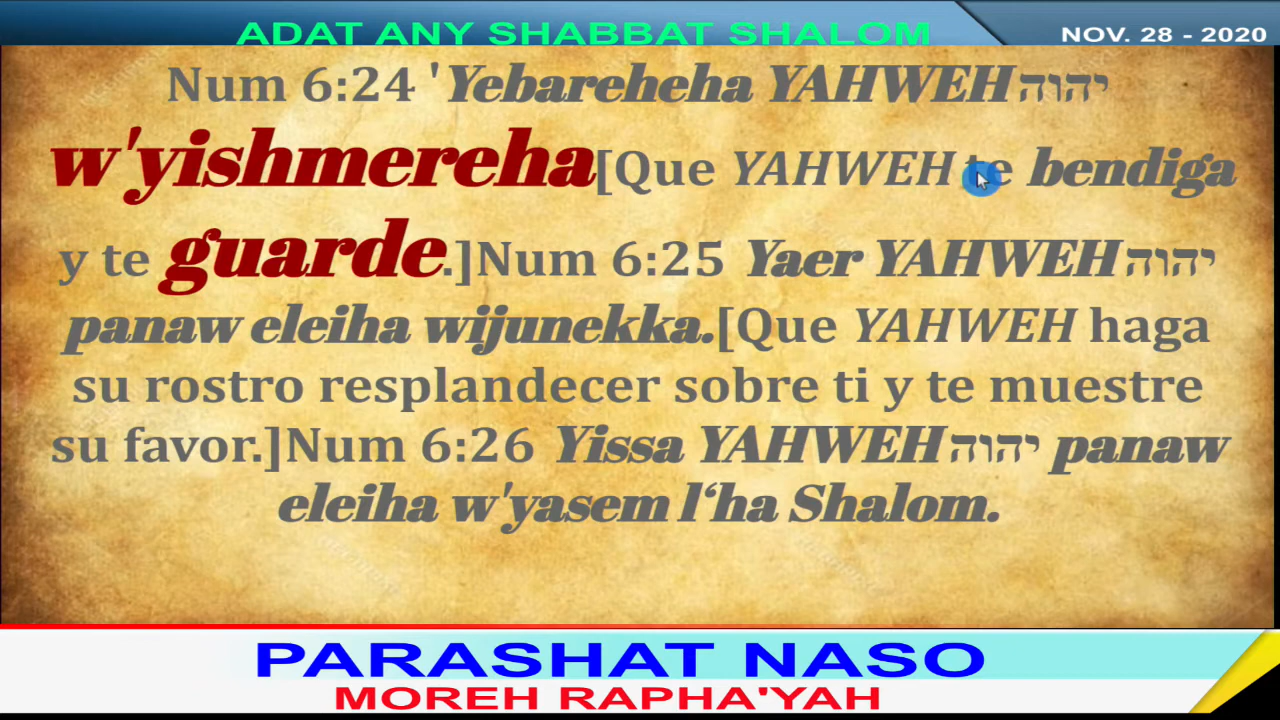 ADAT ANY SHABBAT SHALOM
NOV. 28 - 2020
Num 6:24 'Yebareheha YAHWEH יהוה
w'yishmereha[Que YAHWEH te bendiga
y te guarde.]Num 6:25 Yaer YAHWEH יהוה
panaw eleiha wijunekka.[Que YAHWEH haga
su rostro resplandecer sobre ti y te muestre
su favor.]Num 6:26 Yissa YAHWEH יהוה panaw
eleiha w'yasem l‘ha Shalom.
PARASHAT NASO
MOREH RAPHA'YAH